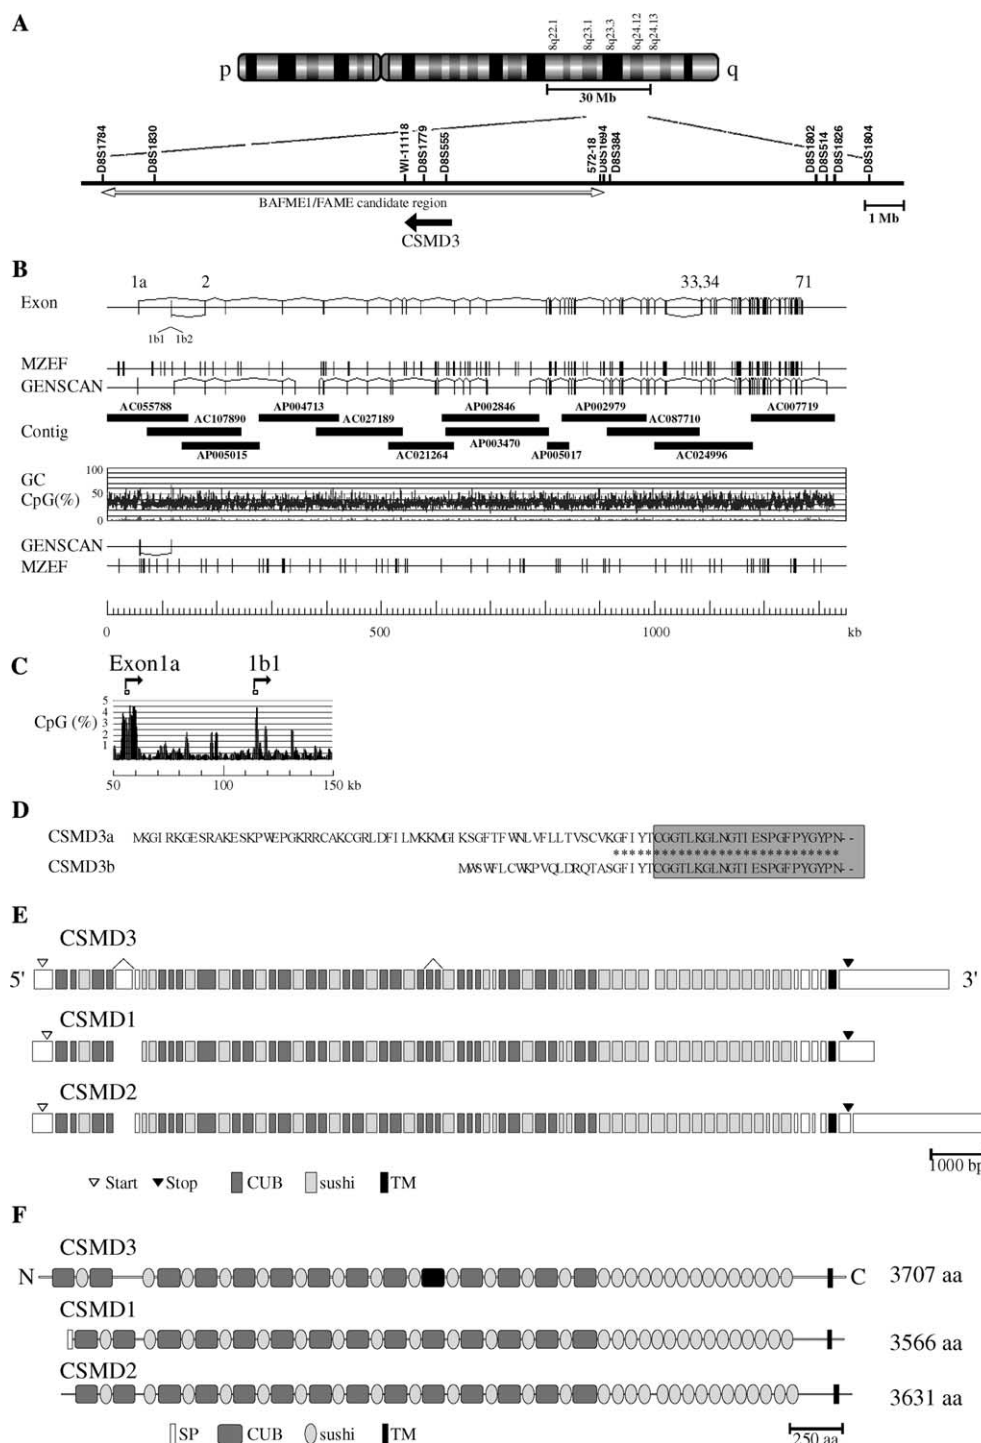 A
8q22.1 8q23.1 8q23.3 8q24.12 8q24.13
p q
30 Mb
D8S1784 D8S1830 WI-11118 D8S1779 D8S555 572-18 D8S1694 D8S384 D8S1802 D8S514 D8S1826 D8S1804
BAFME1/FAME candidate region
1 Mb
CSMD3
B
1a 2 33,34 71
Exon
1b1 1b2
MZEF
GENSCAN
AC055788 AP004713 AP002846 AP002979 AC007719
Contig AC107890 AC027189 AC087710
AP005015 AC021264 AP003470 AP005017 AC024996
GC
CpG(%)
100
50
0
GENSCAN
MZEF
0 500 1000 kb
C
Exon1a 1b1
CpG (%)
5
4
3
2
1
50 100 150 kb
D
CSMD3a MKGIRKGESRAKESKPWEPGKRRCAKCGRLDFILMKKMGIKSGFTFWNLVFLLTVSCVKGFIYTCGGTLKGLNGTIESPGFPYGYPN--
*****************************
CSMD3b MWSWFLCWKPVQLDRQTASGFIYTCGGTLKGLNGTIESPGFPYGYPN--
E
CSMD3
5' 3'
CSMD1
CSMD2
1000 bp
Start Stop CUB sushi TM
F
CSMD3
N C 3707 aa
CSMD1
3566 aa
CSMD2
3631 aa
SP CUB sushi TM
250 aa